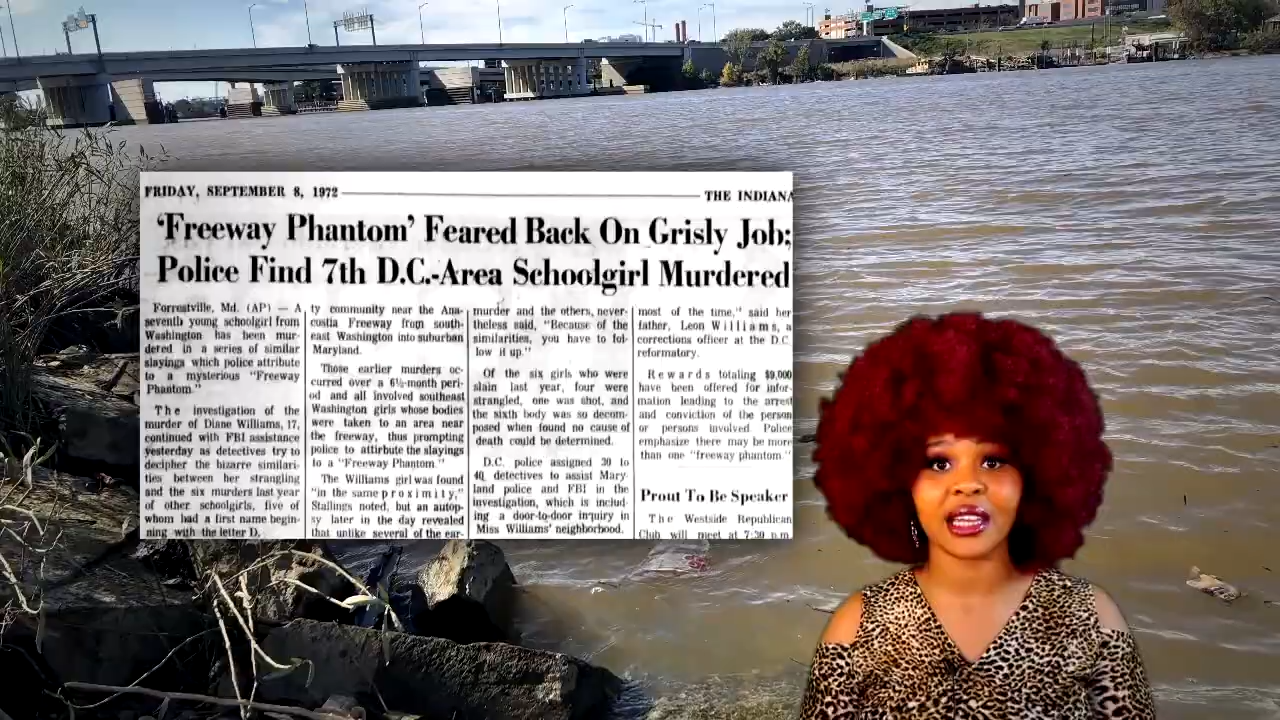 FRIDAY, SEPTEMBER 8, 1972
THE INDIANA
'Freeway Phantom' Feared Back On Grisly Job;
Police Find 7th D.C.-Area Schoolgirl Murdered
Forrestville, Md. (AP) — A
seventh young schoolgirl from
Washington has been mur-
dered in a series of similar
slayings which police attribute
to a mysterious "Freeway
Phantom."
The investigation of the
murder of Diane Williams, 17,
continued with FBI assistance
yesterday as detectives try to
decipher the bizarre similari-
ties between her strangling
and the six murders last year
of other schoolgirls, five of
whom had a first name begin-
ning with the letter D.
ty community near the Ana-
costia Freeway from south-
east Washington into suburban
Maryland.
Those earlier murders oc-
curred over a 6½-month peri-
od and all involved southeast
Washington girls whose bodies
were taken to an area near
the freeway, thus prompting
police to attirbute the slayings
to a "Freeway Phantom."
The Williams girl was found
"in the same proximity,"
Stallings noted, but an autop-
sy later in the day revealed
that unlike several of the ear-
murder and the others, never-
theless said, "Because of the
similarities, you have to fol-
low it up."
Of the six girls who were
slain last year, four were
strangled, one was shot, and
the sixth body was so decom-
posed when found no cause of
death could be determined.
D.C. police assigned 30 to
40 detectives to assist Mary-
land police and FBI in the
investigation, which is includ-
ing a door-to-door inquiry in
Miss Williams' neighborhood.
most of the time," said her
father, Leon Williams, a
corrections officer at the D.C.
reformatory.
Rewards totaling $9,000
have been offered for infor-
mation leading to the arrest
and conviction of the person
or persons involved. Police
emphasize there may be more
than one "freeway phantom."
Prout To Be Speaker
The Westside Republican
Club will meet at 7:30 p.m